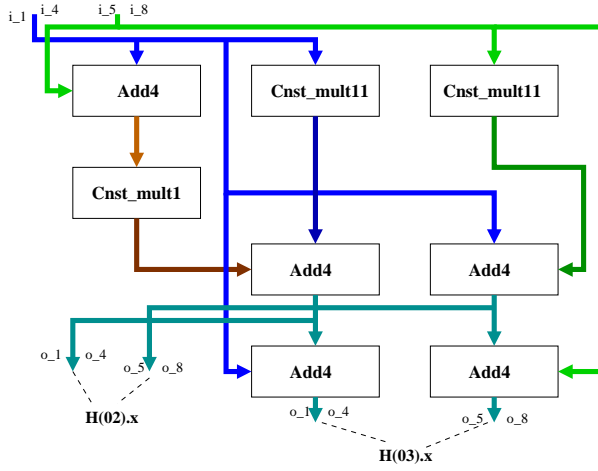 i_1 i_4 i_5 i_8
Add4 Cnst_mult11 Cnst_mult11
Cnst_mult1
Add4 Add4
o_1 o_4 o_5 o_8
Add4 Add4
H(02).x
o_1 o_4 o_5 o_8
H(03).x